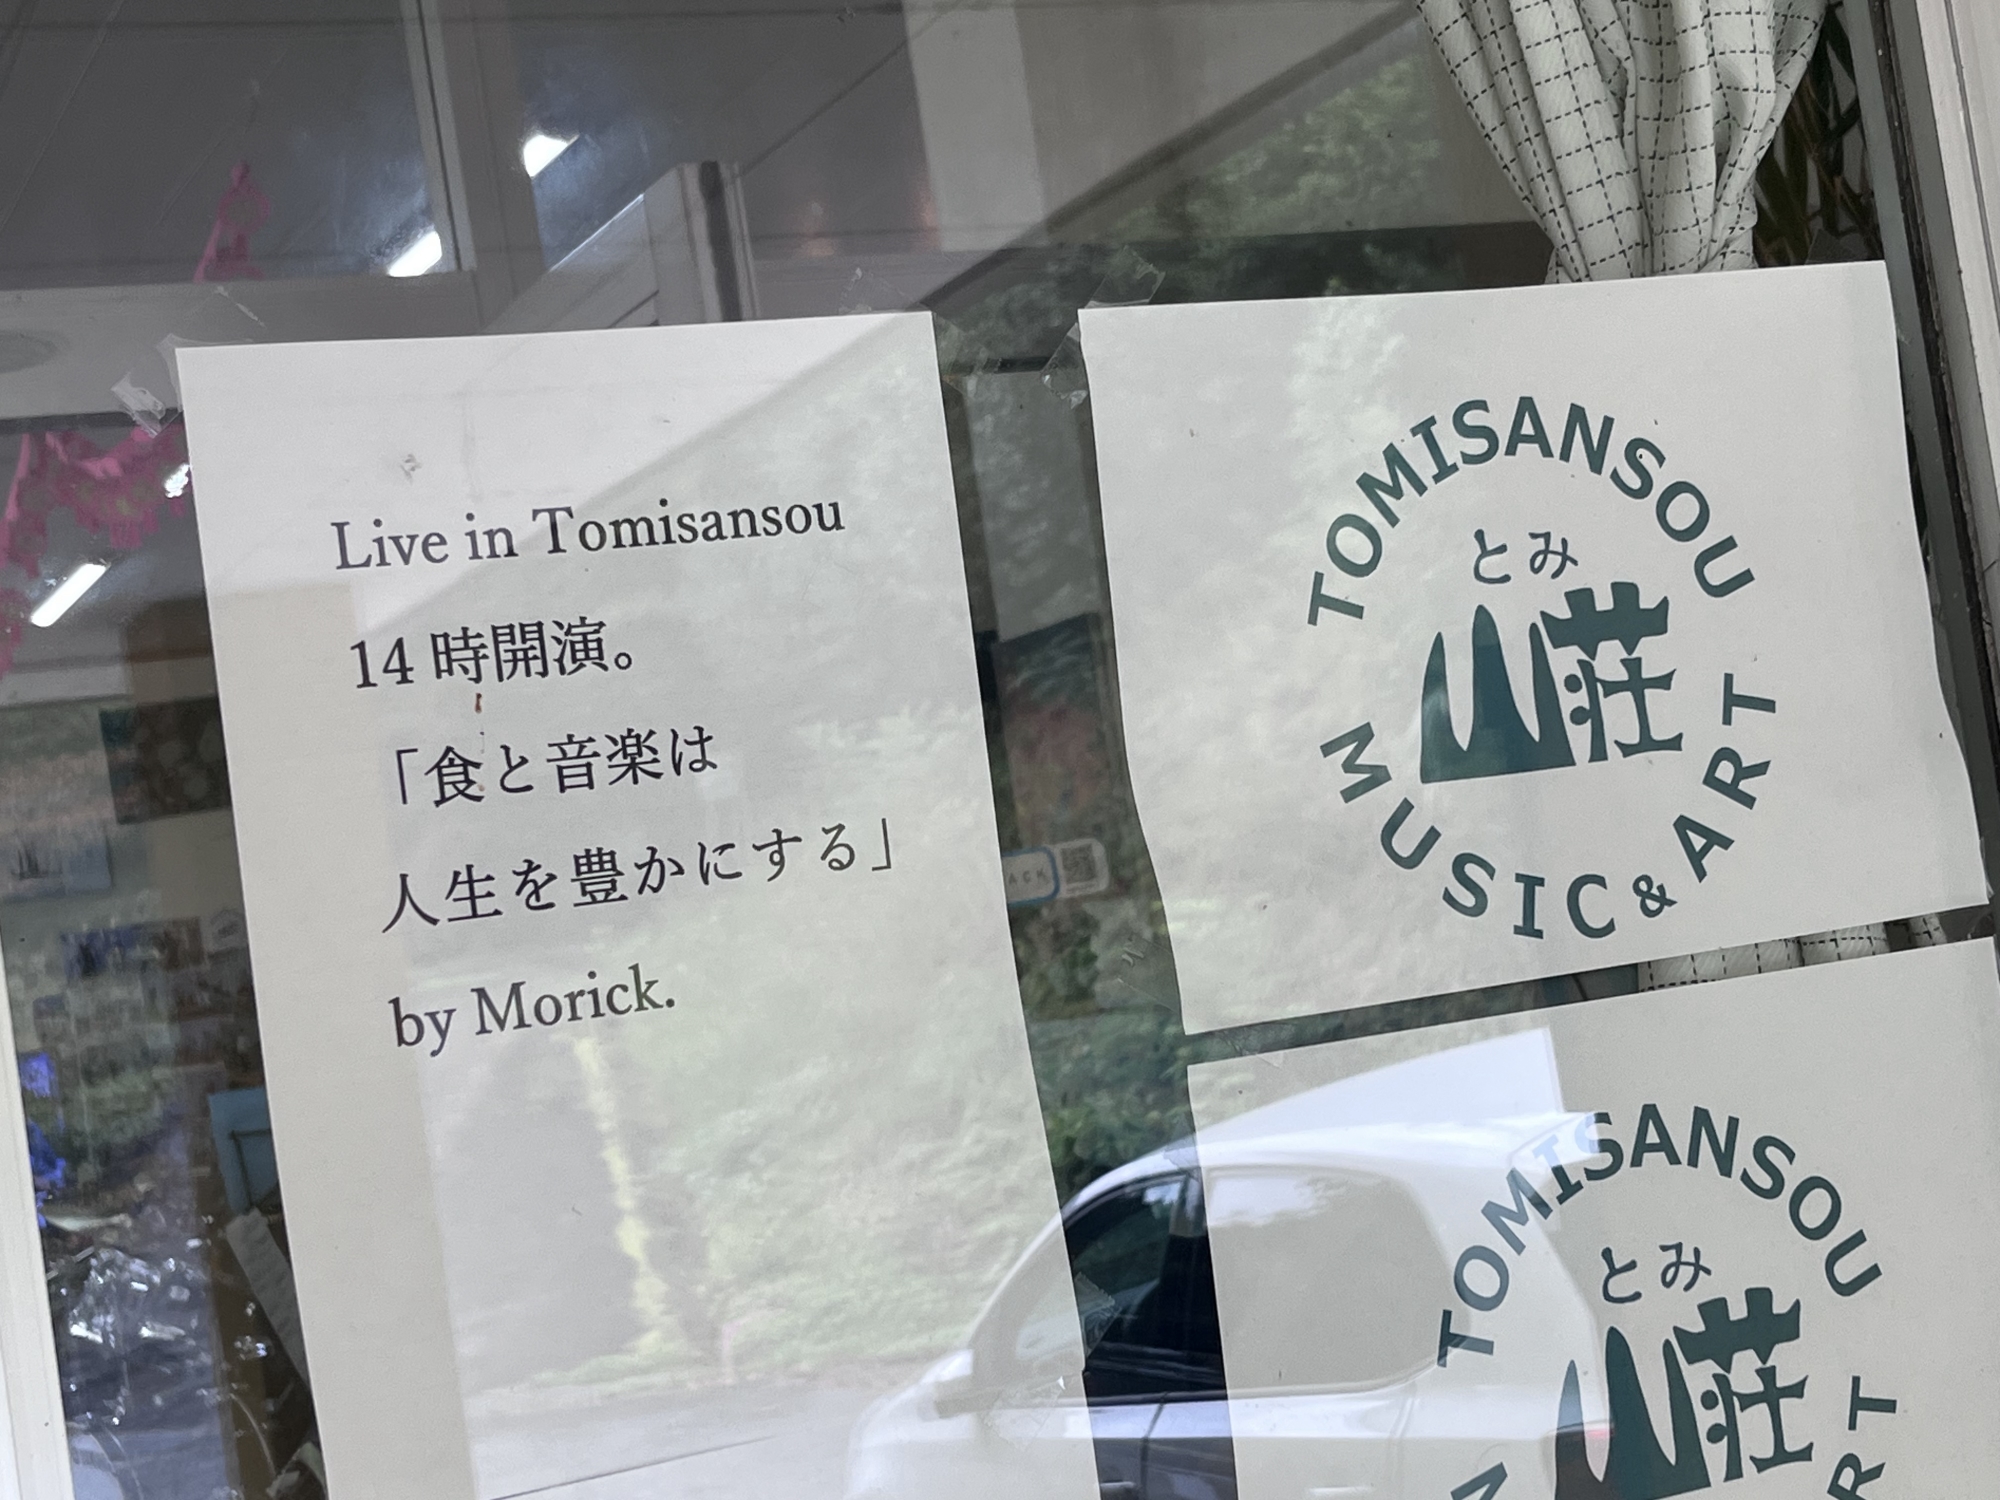 Live in Tomisansou
14 時開演。
「食と音楽は
人生を豊かにする」
by Morick.
TOMISANSOU
とみ
山荘
MUSIC & ART
TOMISANSOU
とみ
山荘
ACK